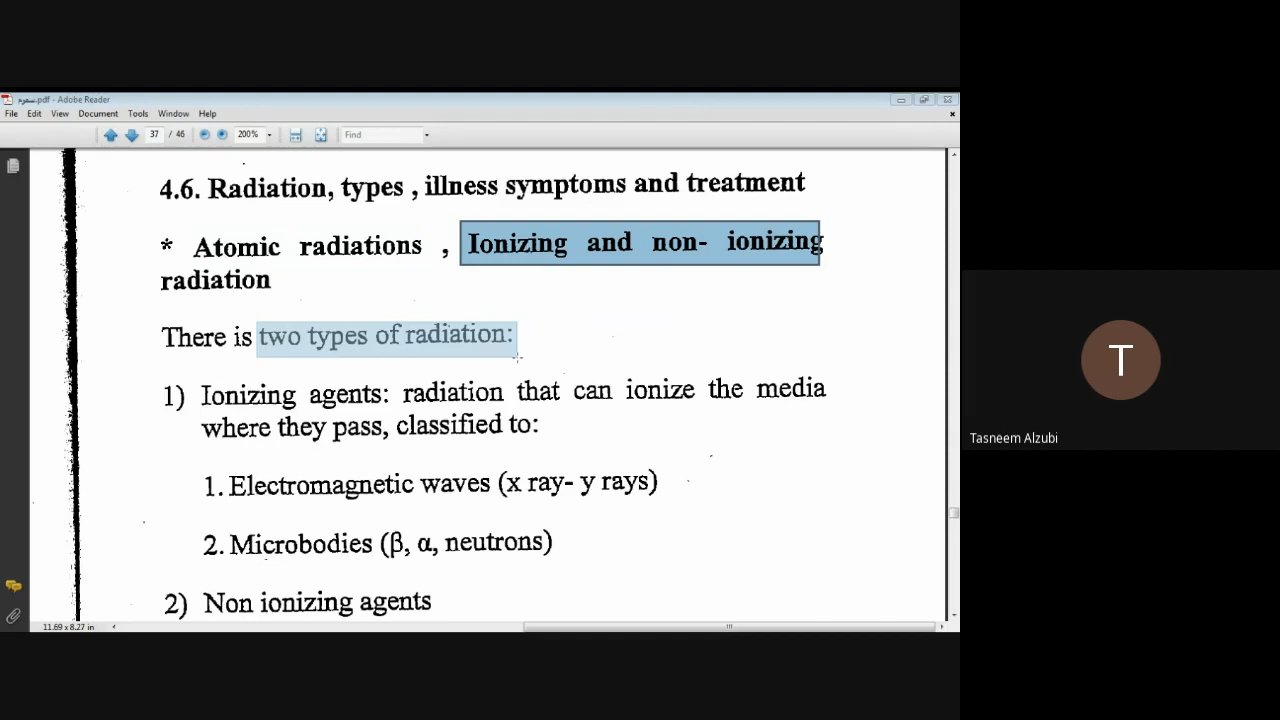 سموم.pdf - Adobe Reader
File Edit View Document Tools Window Help
37 / 46 200% Find
4.6. Radiation, types , illness symptoms and treatment
* Atomic radiations , Ionizing and non- ionizing
radiation
There is two types of radiation:
1) Ionizing agents: radiation that can ionize the media
where they pass, classified to:
1. Electromagnetic waves (x ray- y rays)
2. Microbodies (β, α, neutrons)
2) Non ionizing agents
11.69 x 8.27 in
T
Tasneem Alzubi